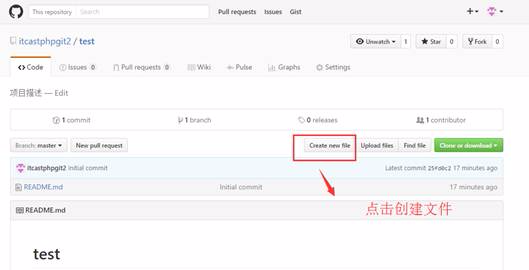 This repository Search Pull requests Issues Gist
itcastphpgit2 / test
Unwatch 1 Star 0 Fork 0
Code Issues 0 Pull requests 0 Wiki Pulse Graphs Settings
项目描述 — Edit
1 commit 1 branch 0 releases 1 contributor
Branch: master New pull request Create new file Upload files Find file Clone or download
itcastphpgit2 Initial commit Latest commit 25fd0c2 17 minutes ago
README.md Initial commit 17 minutes ago
点击创建文件
README.md
test